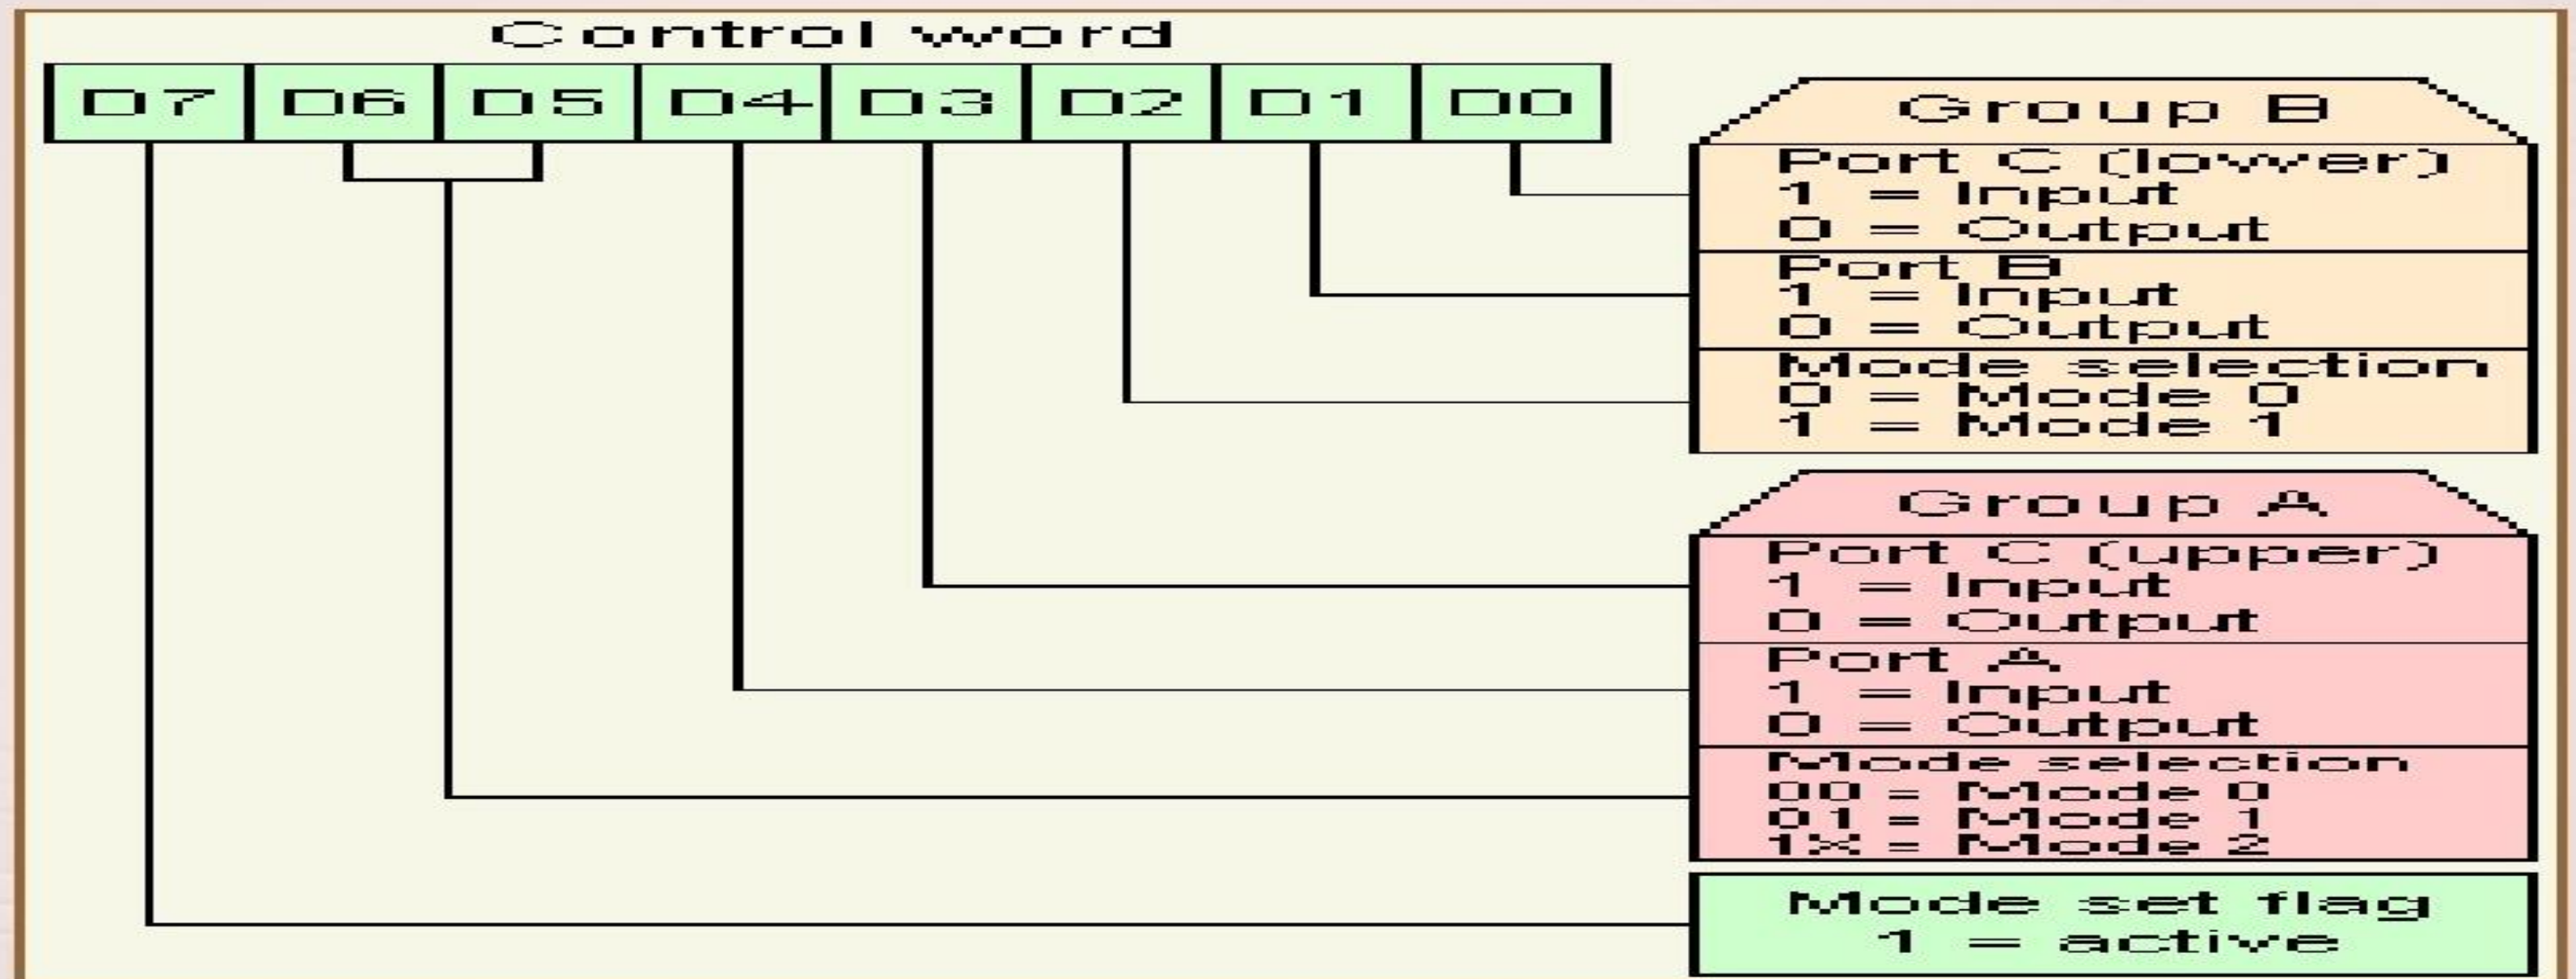 Control word
D7 D6 D5 D4 D3 D2 D1 D0
Group B
Port C (lower)
1 = Input
0 = Output
Port B
1 = Input
0 = Output
Mode selection
0 = Mode 0
1 = Mode 1
Group A
Port C (upper)
1 = Input
0 = Output
Port A
1 = Input
0 = Output
Mode selection
00 = Mode 0
01 = Mode 1
1X = Mode 2
Mode set flag
1 = active